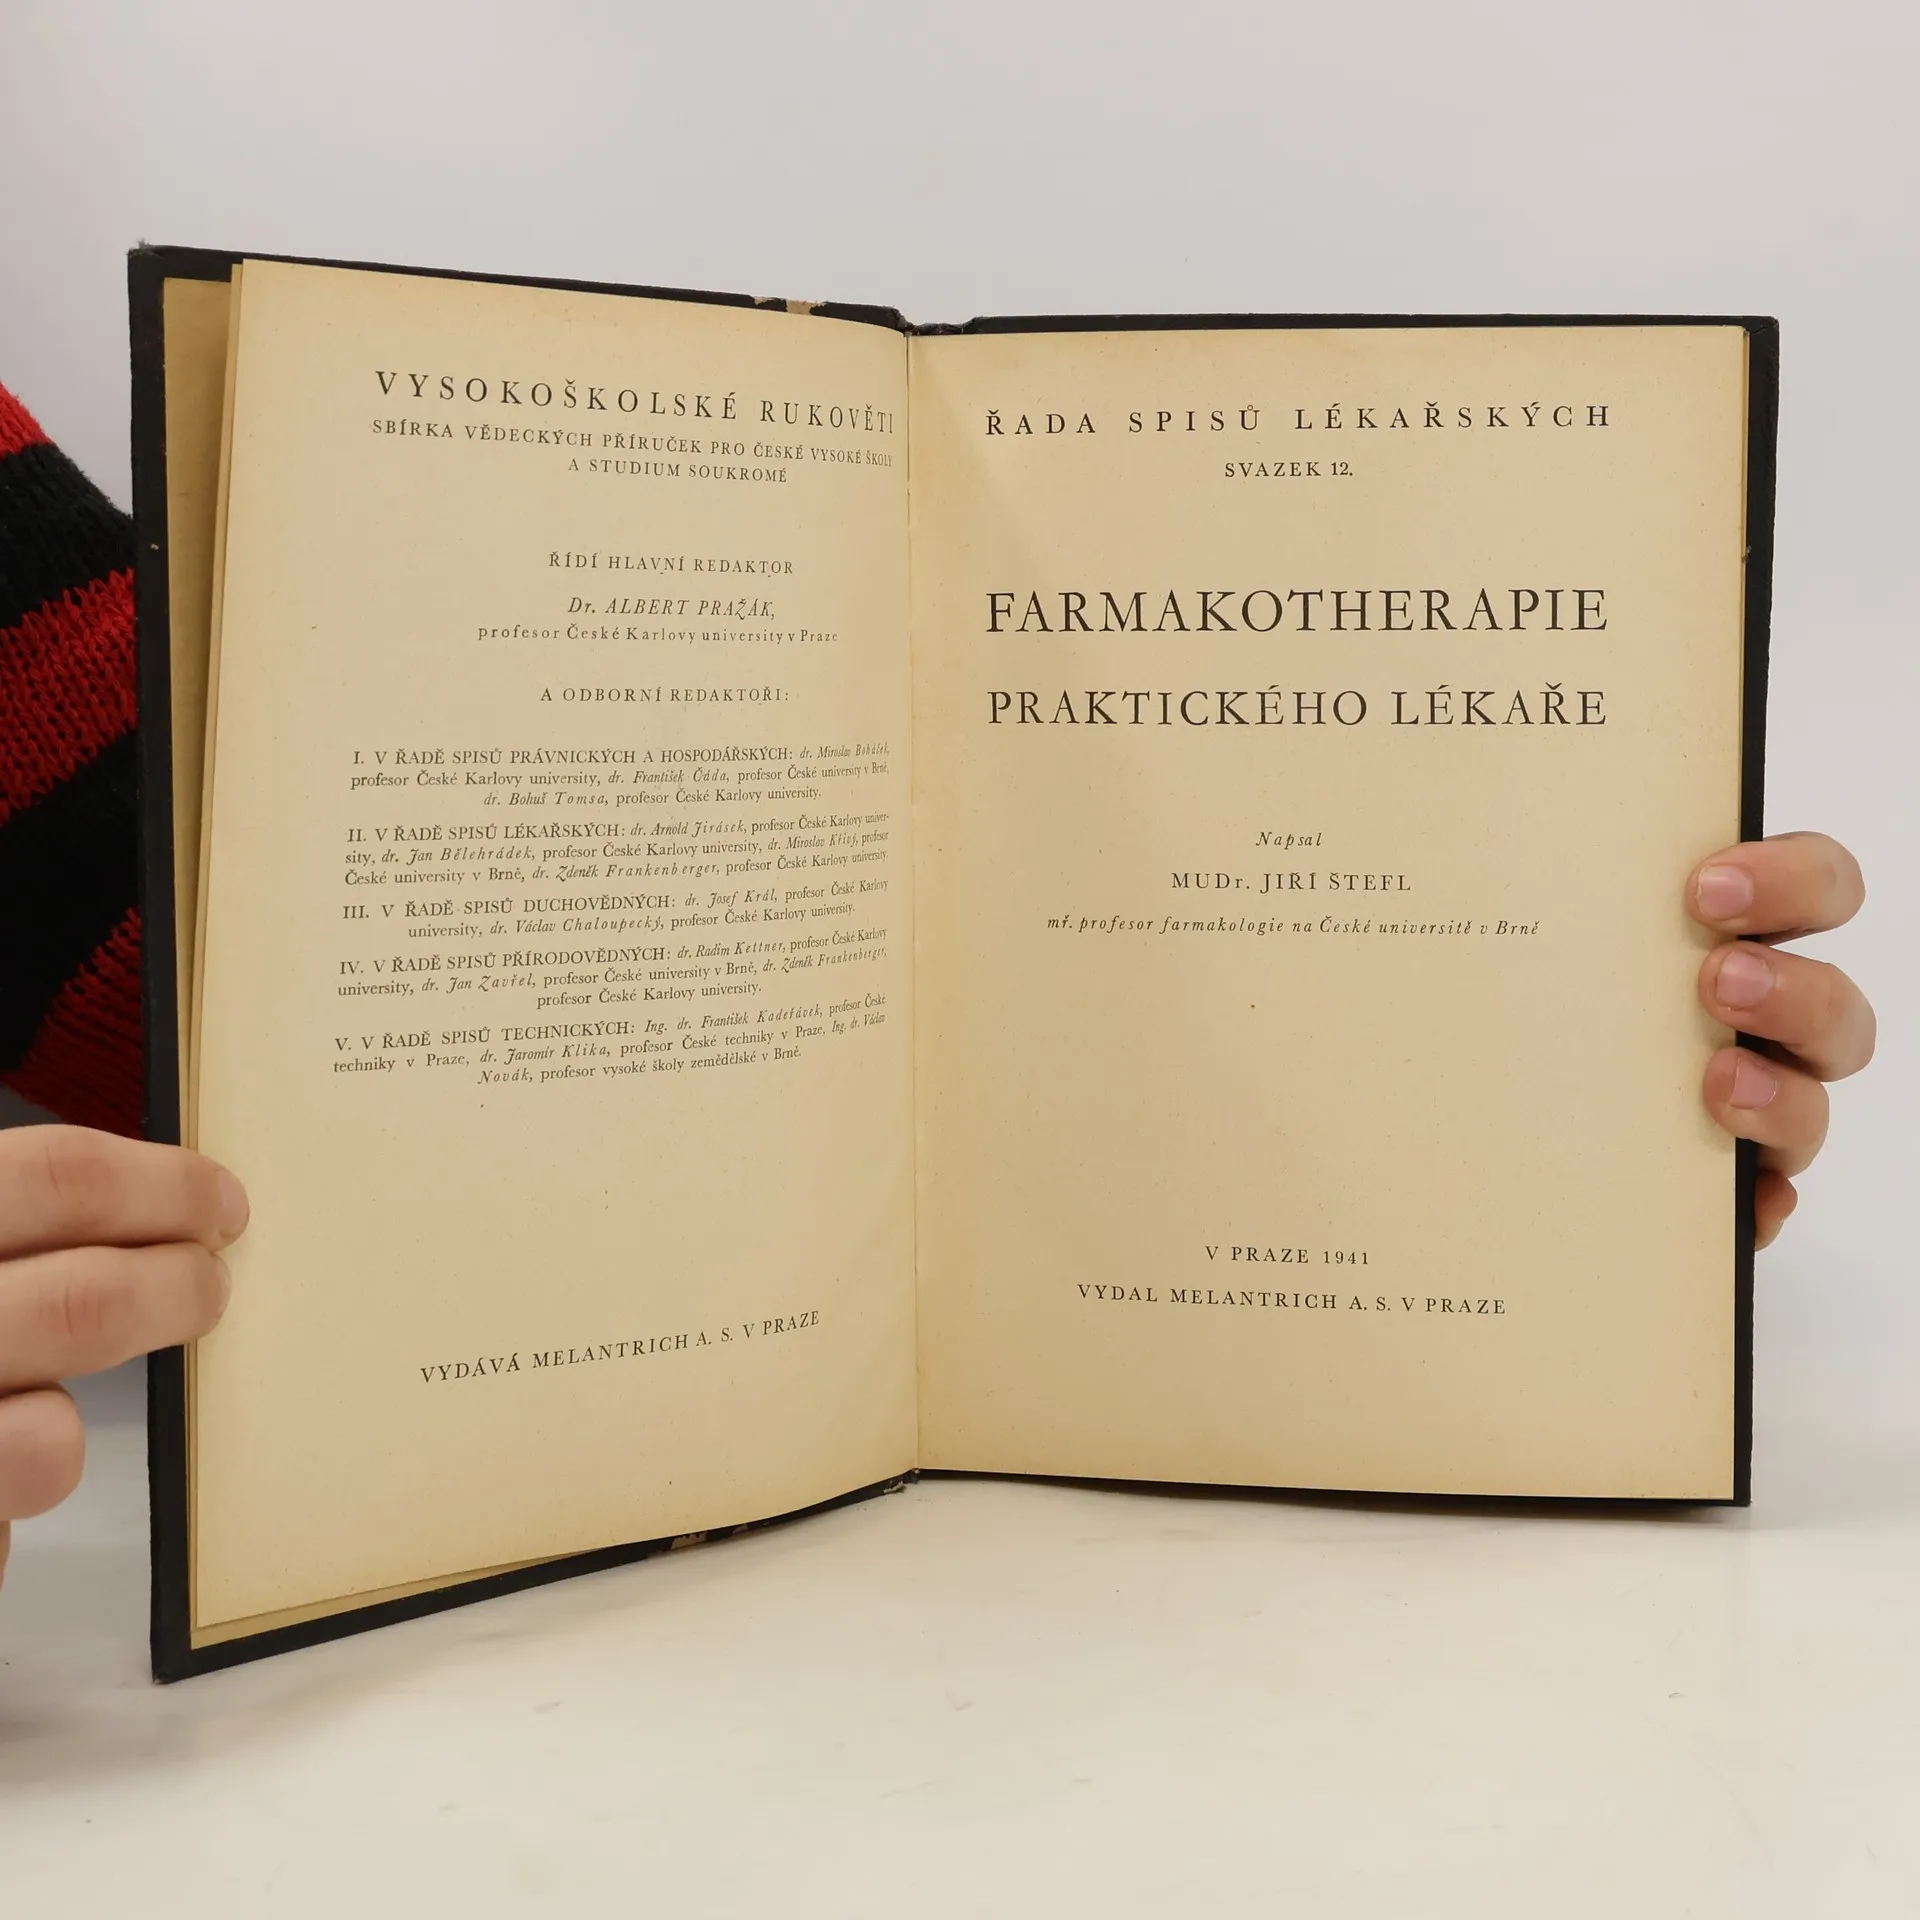 VYSOKOŠKOLSKÉ RUKOVĚTI
SBÍRKA VĚDECKÝCH PŘÍRUČEK PRO ČESKÉ VYSOKÉ ŠKOLY
A STUDIUM SOUKROMÉ
ŘÍDÍ HLAVNÍ REDAKTOR
Dr. ALBERT PRAŽÁK,
profesor České Karlovy university v Praze
A ODBORNÍ REDAKTOŘI:
I. V ŘADĚ SPISŮ PRÁVNICKÝCH A HOSPODÁŘSKÝCH: dr. Miroslav Boháček,
profesor České Karlovy university, dr. František Čáda, profesor České university v Brně,
dr. Bohuš Tomsa, profesor České Karlovy university.
II. V ŘADĚ SPISŮ LÉKAŘSKÝCH: dr. Arnold Jirásek, profesor České Karlovy univer-
sity, dr. Jan Bělehrádek, profesor České Karlovy university, dr. Miroslav Křivý, profesor
České university v Brně, dr. Zdeněk Frankenberger, profesor České Karlovy university.
III. V ŘADĚ SPISŮ DUCHOVĚDNÝCH: dr. Josef Král, profesor České Karlovy
university, dr. Václav Chaloupecký, profesor České Karlovy university.
IV. V ŘADĚ SPISŮ PŘÍRODOVĚDNÝCH: dr. Radim Kettner, profesor České Karlovy
university, dr. Jan Zavřel, profesor České university v Brně, dr. Zdeněk Frankenberger,
profesor České Karlovy university.
V. V ŘADĚ SPISŮ TECHNICKÝCH: Ing. dr. František Kadeřávek, profesor České
techniky v Praze, dr. Jaromír Klika, profesor České techniky v Praze, Ing. dr. Václav
Novák, profesor vysoké školy zemědělské v Brně.
VYDÁVÁ MELANTRICH A. S. V PRAZE
ŘADA SPISŮ LÉKAŘSKÝCH
SVAZEK 12.
FARMAKOTHERAPIE
PRAKTICKÉHO LÉKAŘE
Napsal
MUDr. JIŘÍ ŠTEFL
mř. profesor farmakologie na České universitě v Brně
V PRAZE 1941
VYDAL MELANTRICH A. S. V PRAZE